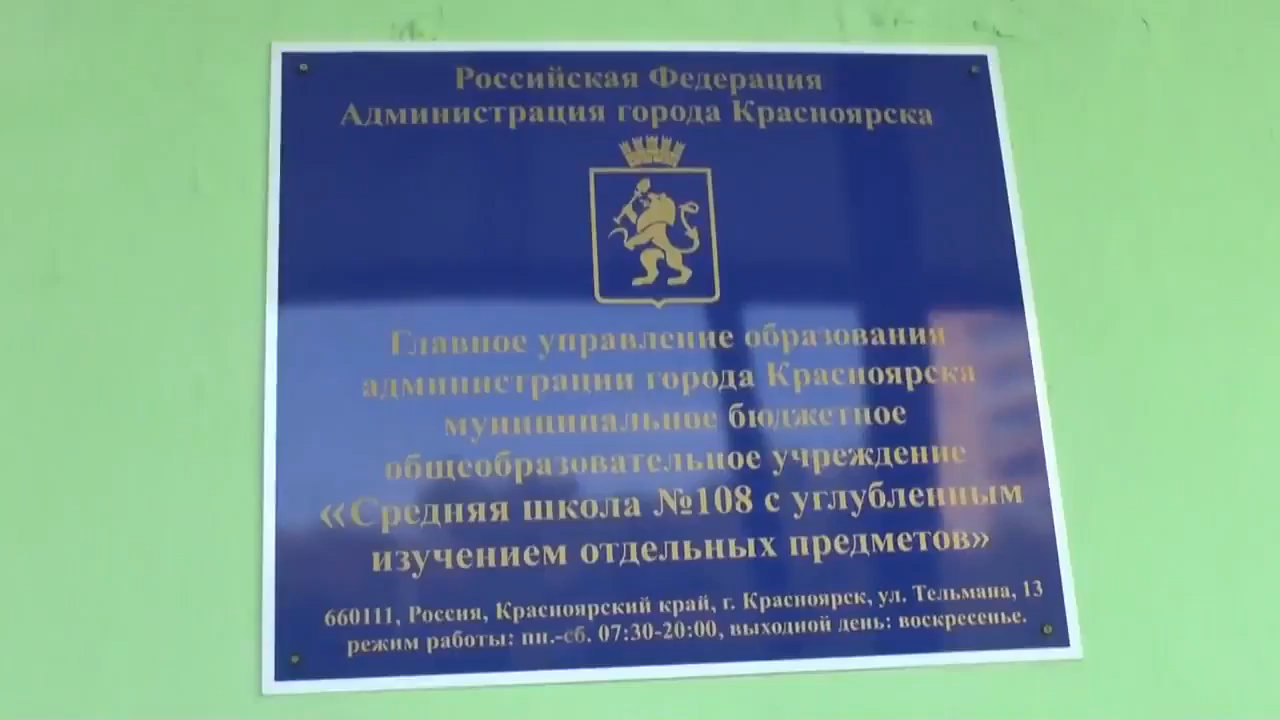 Российская Федерация
Администрация города Красноярска
Главное управление образования
администрации города Красноярска
муниципальное бюджетное
общеобразовательное учреждение
«Средняя школа №108 с углубленным
изучением отдельных предметов»
660111, Россия, Красноярский край, г. Красноярск, ул. Тельмана, 13
режим работы: пн.-сб. 07:30-20:00, выходной день: воскресенье.